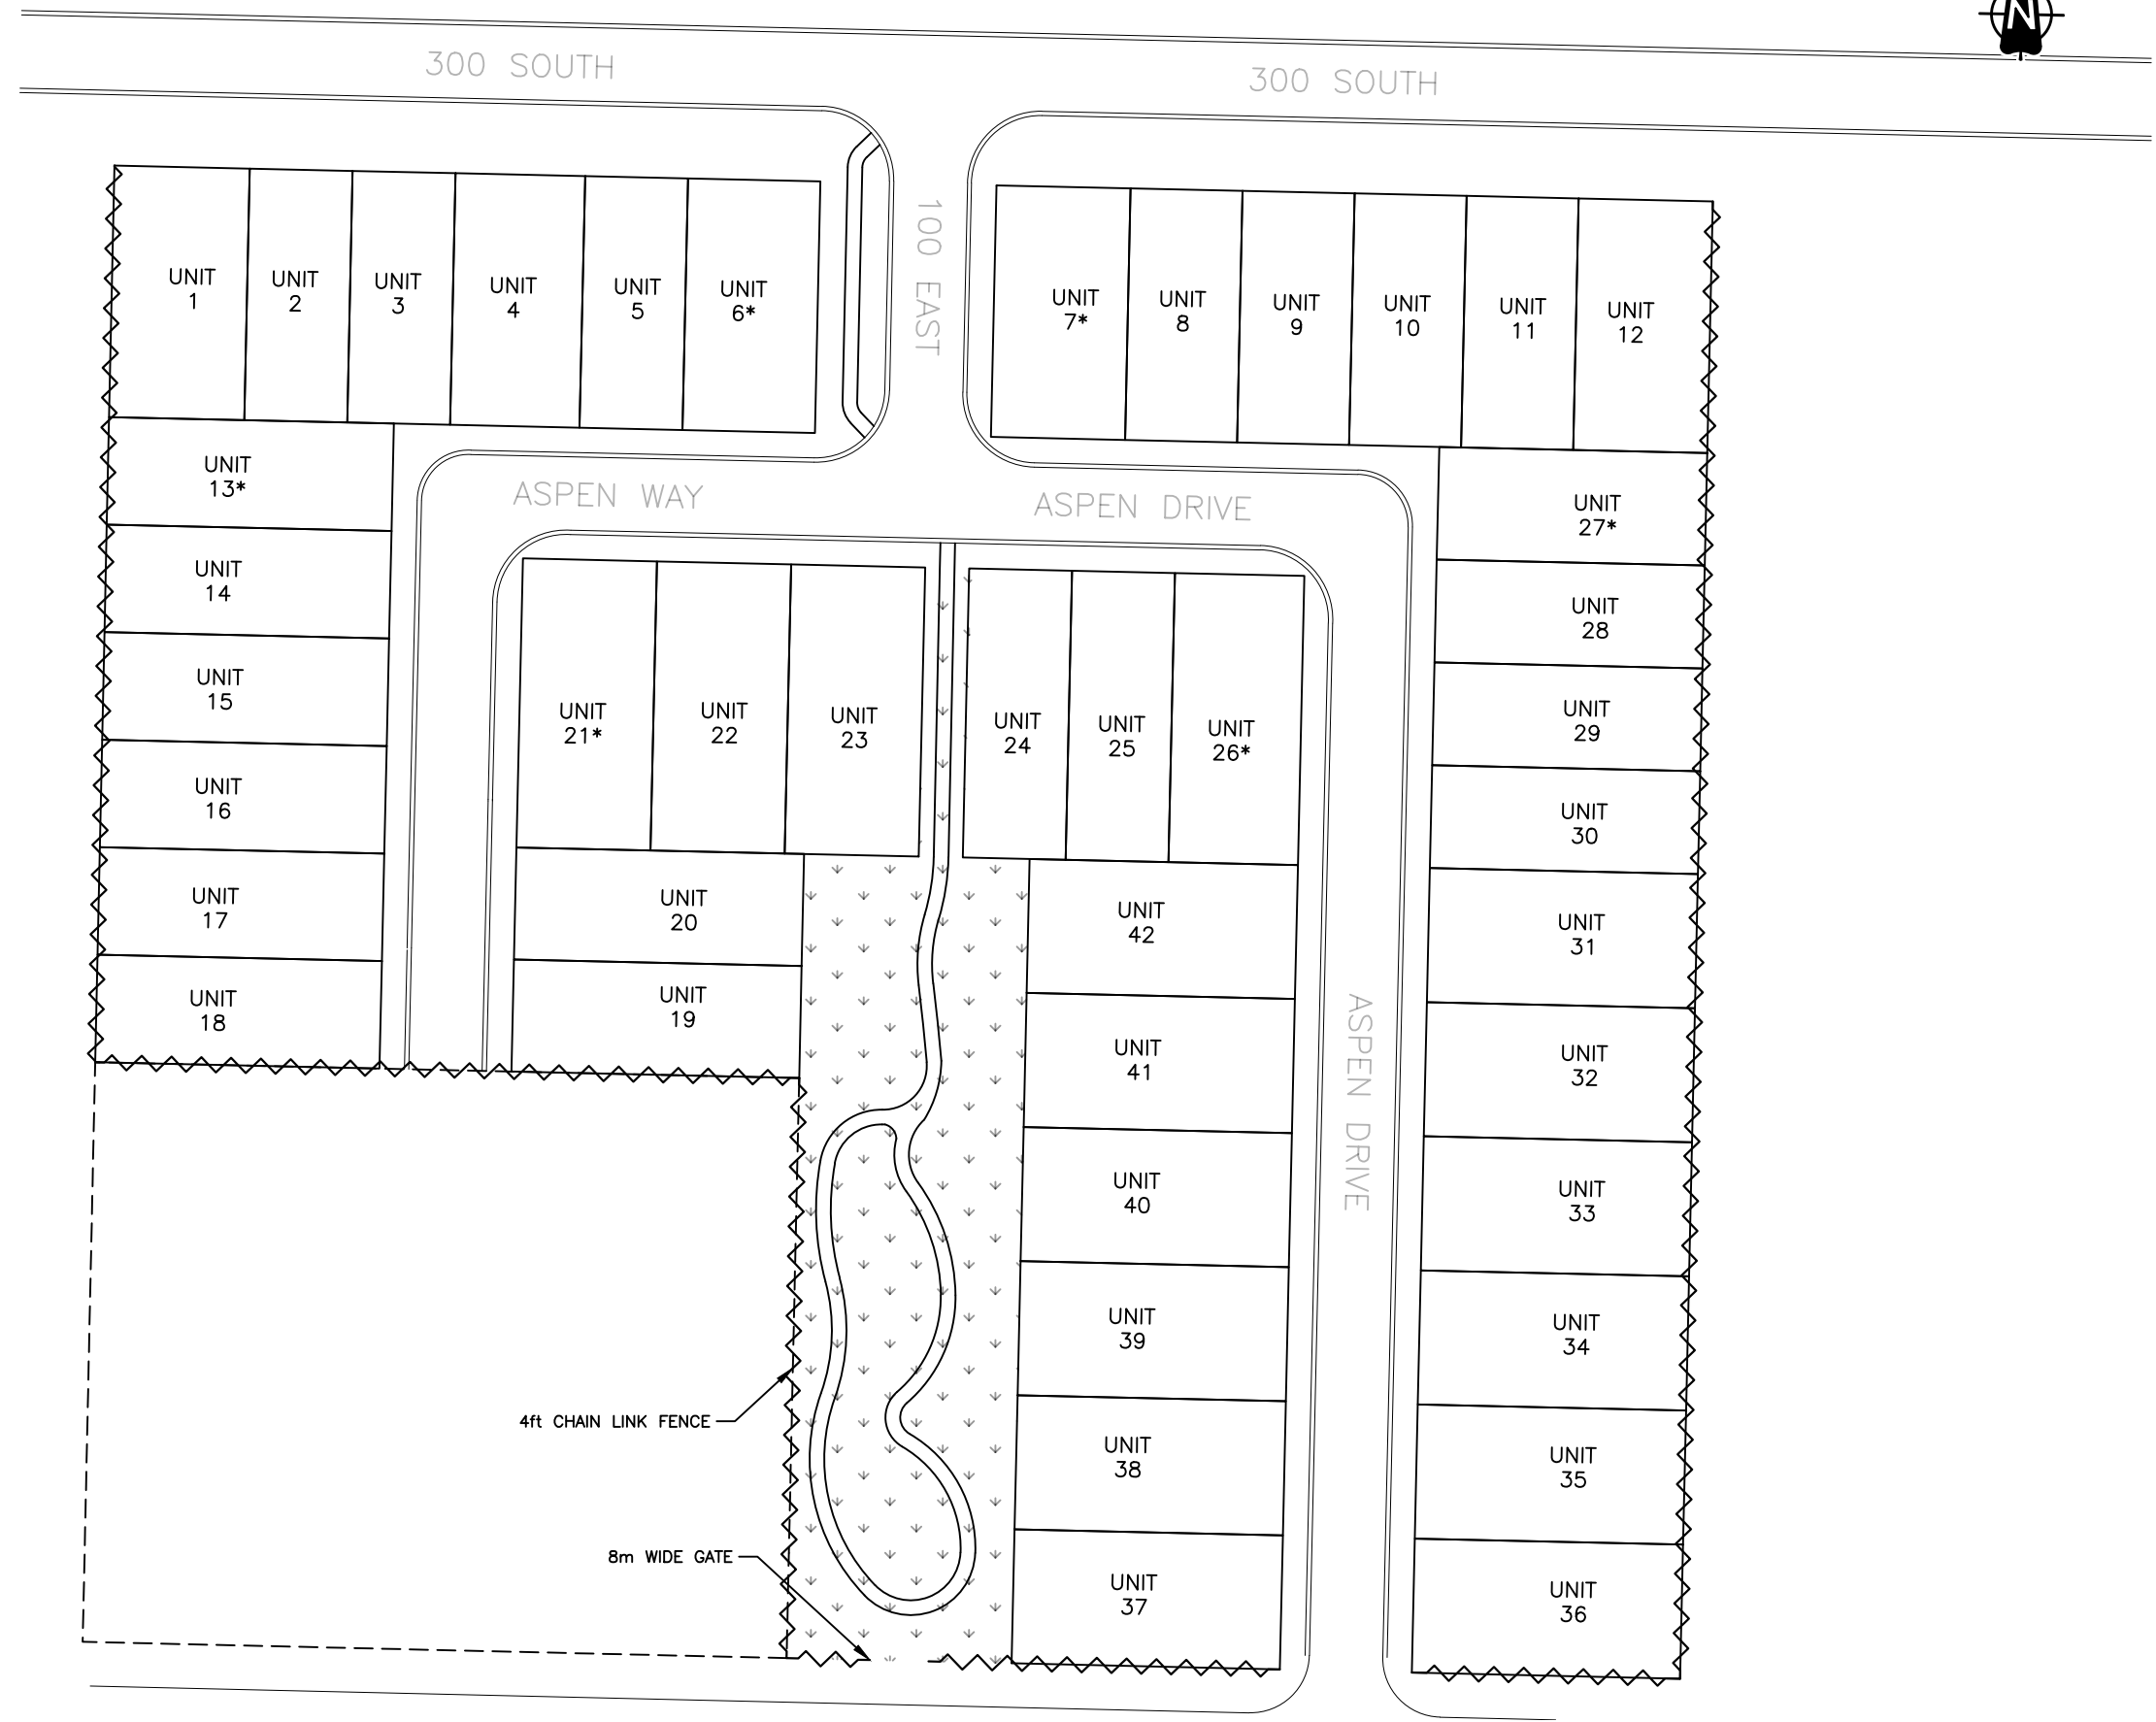 N
300 SOUTH
300 SOUTH
100 EAST
UNIT
1
UNIT
2
UNIT
3
UNIT
4
UNIT
5
UNIT
6*
UNIT
7*
UNIT
8
UNIT
9
UNIT
10
UNIT
11
UNIT
12
UNIT
13*
ASPEN WAY
ASPEN DRIVE
UNIT
27*
UNIT
14
UNIT
28
UNIT
15
UNIT
21*
UNIT
22
UNIT
23
UNIT
24
UNIT
25
UNIT
26*
UNIT
29
UNIT
16
UNIT
30
UNIT
17
UNIT
20
UNIT
42
UNIT
31
UNIT
18
UNIT
19
UNIT
41
ASPEN DRIVE
UNIT
32
UNIT
40
UNIT
33
UNIT
39
UNIT
34
4ft CHAIN LINK FENCE
UNIT
38
UNIT
35
8m WIDE GATE
UNIT
37
UNIT
36